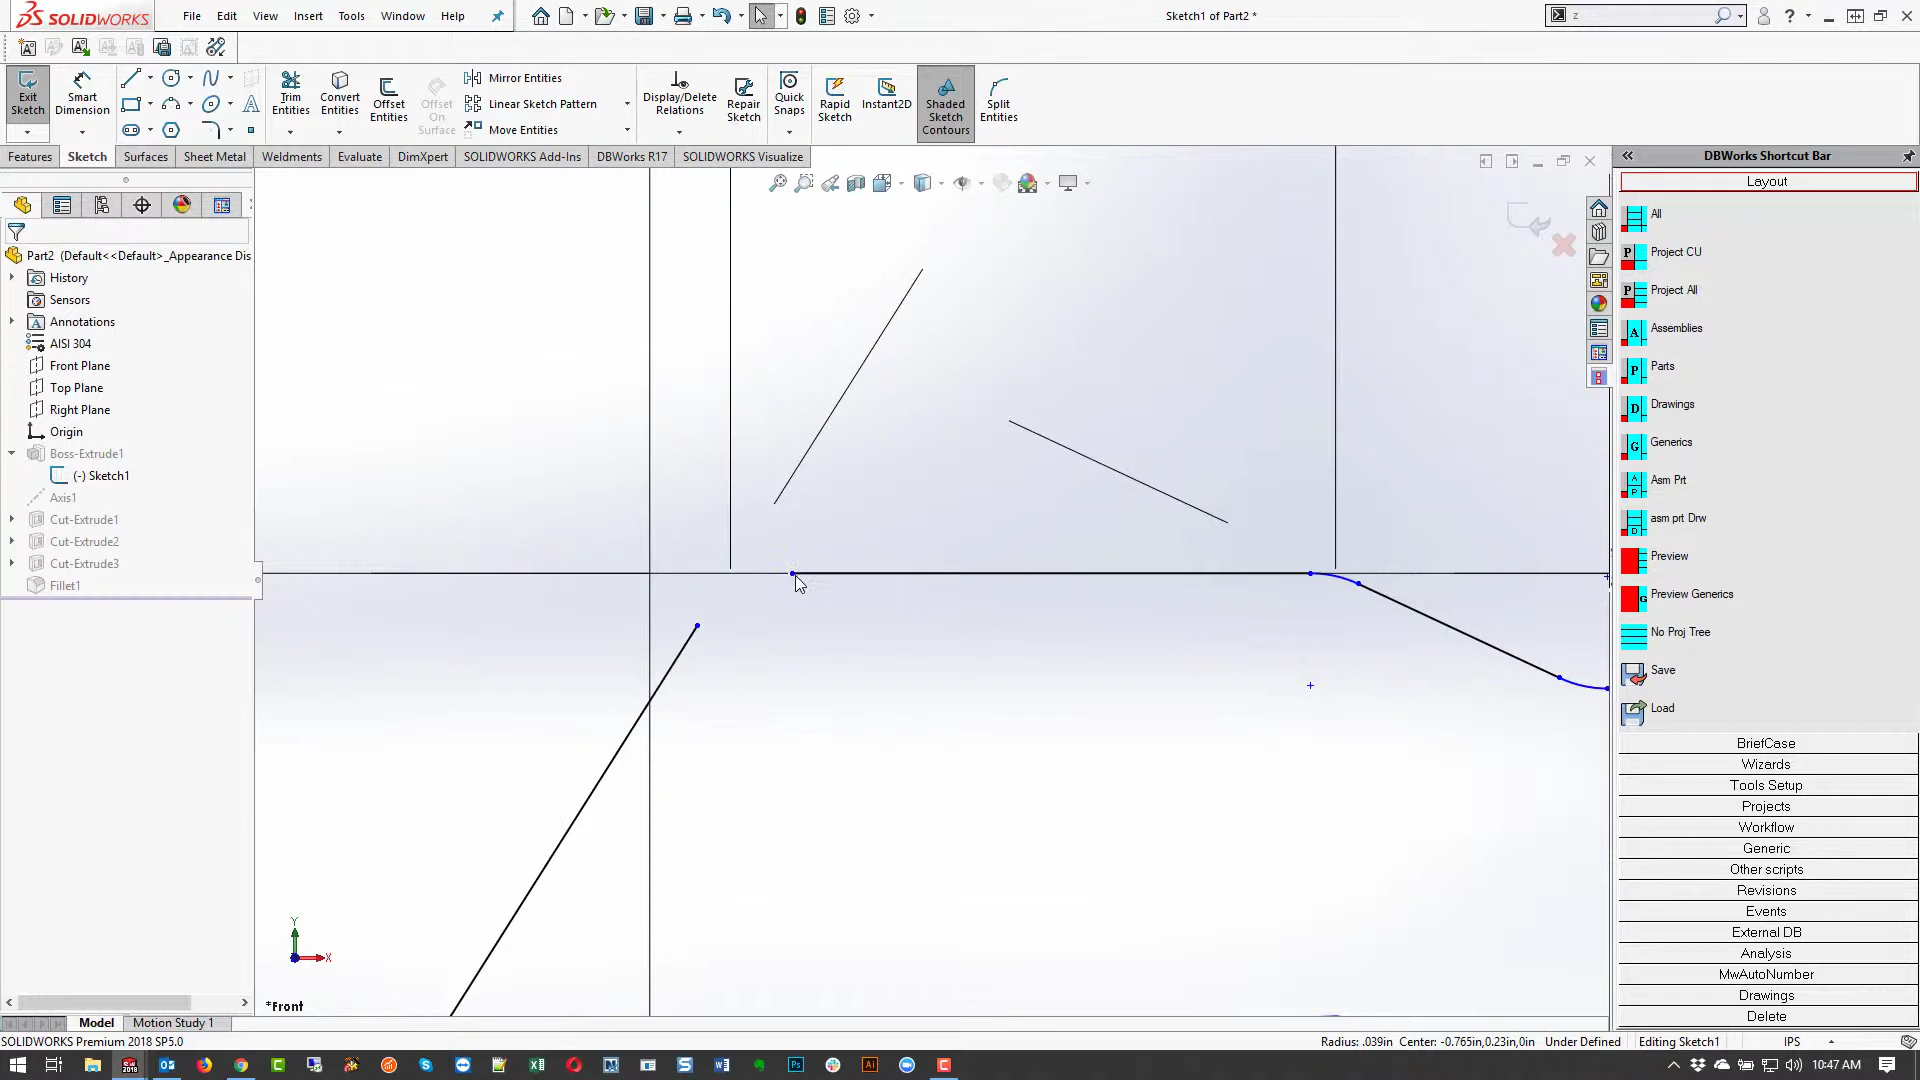 SOLIDWORKS File Edit View Insert Tools Window Help Sketch1 of Part2 * z
Exit Sketch
Smart Dimension
Trim Entities
Convert Entities
Offset Entities
Offset On Surface
Mirror Entities
Linear Sketch Pattern
Move Entities
Display/Delete Relations
Repair Sketch
Quick Snaps
Rapid Sketch
Instant2D
Shaded Sketch Contours
Split Entities
Features Sketch Surfaces Sheet Metal Weldments Evaluate DimXpert SOLIDWORKS Add-Ins DBWorks R17 SOLIDWORKS Visualize
Part2 (Default<<Default>_Appearance Dis
History
Sensors
Annotations
AISI 304
Front Plane
Top Plane
Right Plane
Origin
Boss-Extrude1
(-) Sketch1
Axis1
Cut-Extrude1
Cut-Extrude2
Cut-Extrude3
Fillet1
Y
X
*Front
DBWorks Shortcut Bar
Layout
All
Project CU
Project All
Assemblies
Parts
Drawings
Generics
Asm Prt
asm prt Drw
Preview
Preview Generics
No Proj Tree
Save
Load
BriefCase
Wizards
Tools Setup
Projects
Workflow
Generic
Other scripts
Revisions
Events
External DB
Analysis
MwAutoNumber
Drawings
Delete
Model Motion Study 1
SOLIDWORKS Premium 2018 SP5.0 Radius: .039in Center: -0.765in,0.23in,0in Under Defined Editing Sketch1 IPS
10:47 AM